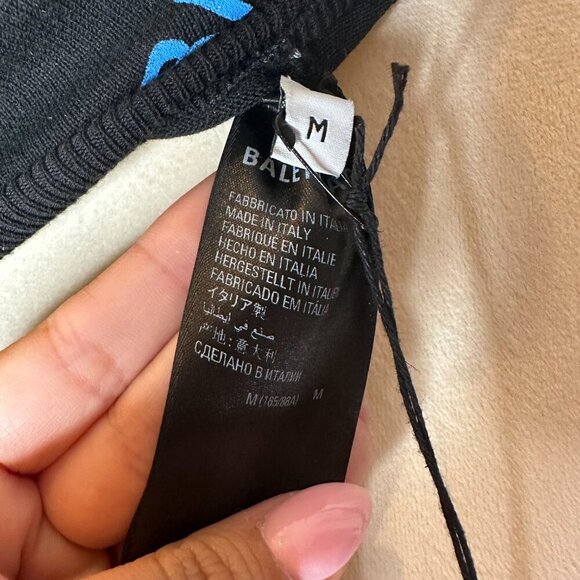 M
BALE
FABBRICATO IN ITALIA
MADE IN ITALY
FABRIQUÉ EN ITALIE
HECHO EN ITALIA
HERGESTELLT IN ITALIEN
FABRICADO EM ITÁLIA
イタリア製
صنع في ايطاليا
产地:意大利
СДЕЛАНО В ИТАЛИИ
M (165/88A) M